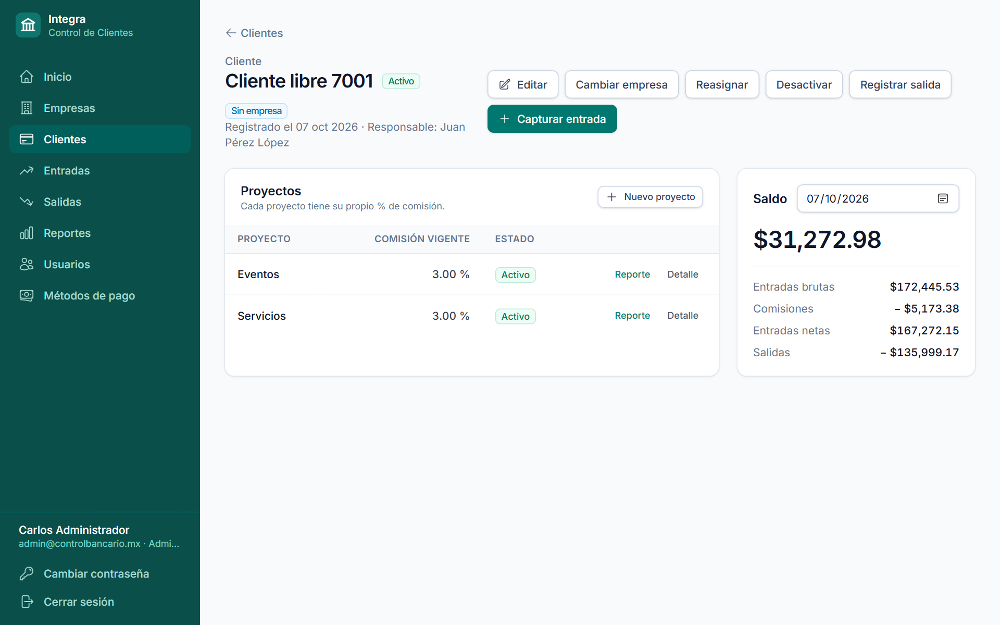 Integra
Control de Clientes
Inicio
Empresas
Clientes
Entradas
Salidas
Reportes
Usuarios
Métodos de pago
Carlos Administrador
admin@controlbancario.mx · Admi...
Cambiar contraseña
Cerrar sesión
Clientes
Cliente
Cliente libre 7001 Activo
Sin empresa
Registrado el 07 oct 2026 · Responsable: Juan
Pérez López
Editar Cambiar empresa Reasignar Desactivar Registrar salida
Capturar entrada
Proyectos
Cada proyecto tiene su propio % de comisión.
Nuevo proyecto
PROYECTO COMISIÓN VIGENTE ESTADO
Eventos 3.00 % Activo Reporte Detalle
Servicios 3.00 % Activo Reporte Detalle
Saldo 07/10/2026
$31,272.98
Entradas brutas $172,445.53
Comisiones − $5,173.38
Entradas netas $167,272.15
Salidas − $135,999.17